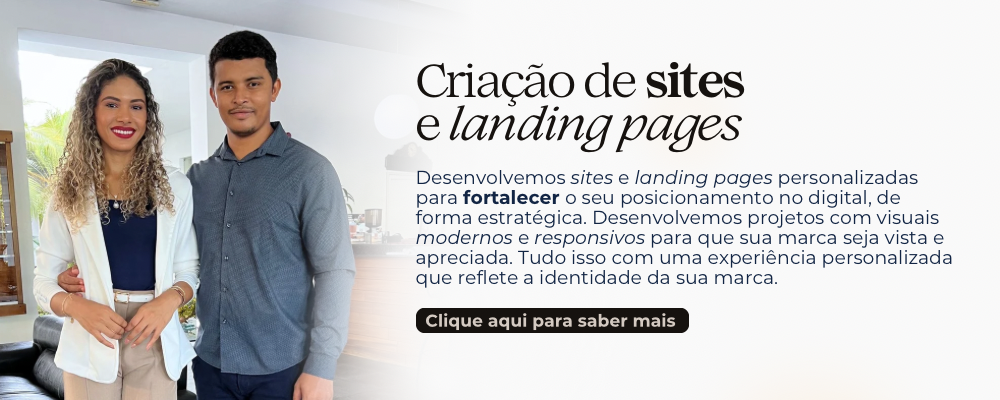 Criação de sites
e landing pages
Desenvolvemos sites e landing pages personalizadas
para fortalecer o seu posicionamento no digital, de
forma estratégica. Desenvolvemos projetos com visuais
modernos e responsivos para que sua marca seja vista e
apreciada. Tudo isso com uma experiência personalizada
que reflete a identidade da sua marca.
Clique aqui para saber mais